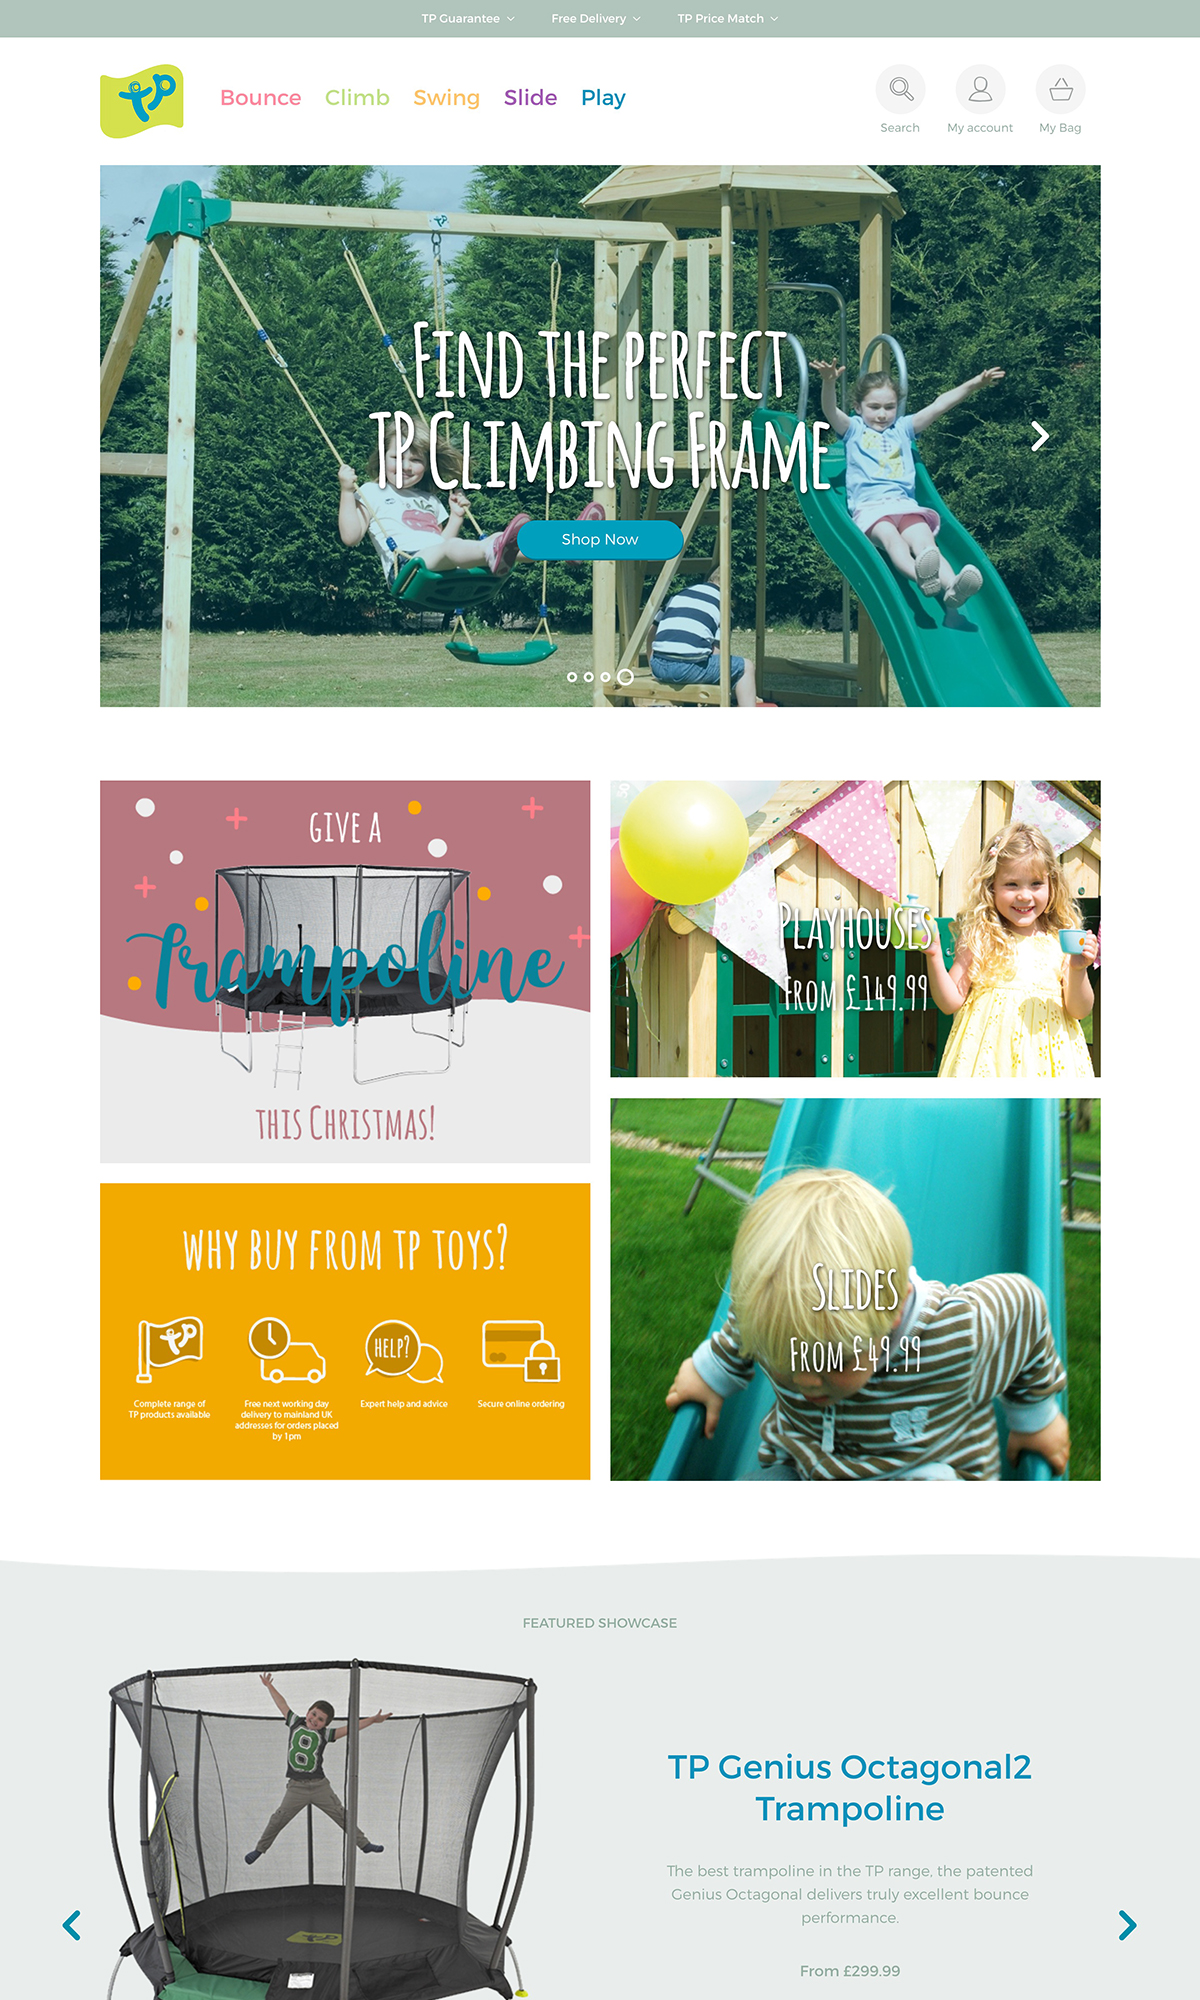 TP Guarantee
Free Delivery
TP Price Match
TP
Bounce
Climb
Swing
Slide
Play
Search
My account
My Bag
Find the perfect
TP Climbing Frame
Shop Now
GIVE A
Trampoline
THIS CHRISTMAS!
Playhouses
From £149.99
WHY BUY FROM TP TOYS?
TP
HELP?
Complete range of
TP products available
Free next working day
delivery to mainland UK
addresses for orders placed
by 1pm
Expert help and advice
Secure online ordering
Slides
From £49.99
FEATURED SHOWCASE
8
TP Genius Octagonal2
Trampoline
The best trampoline in the TP range, the patented
Genius Octagonal delivers truly excellent bounce
performance.
From £299.99